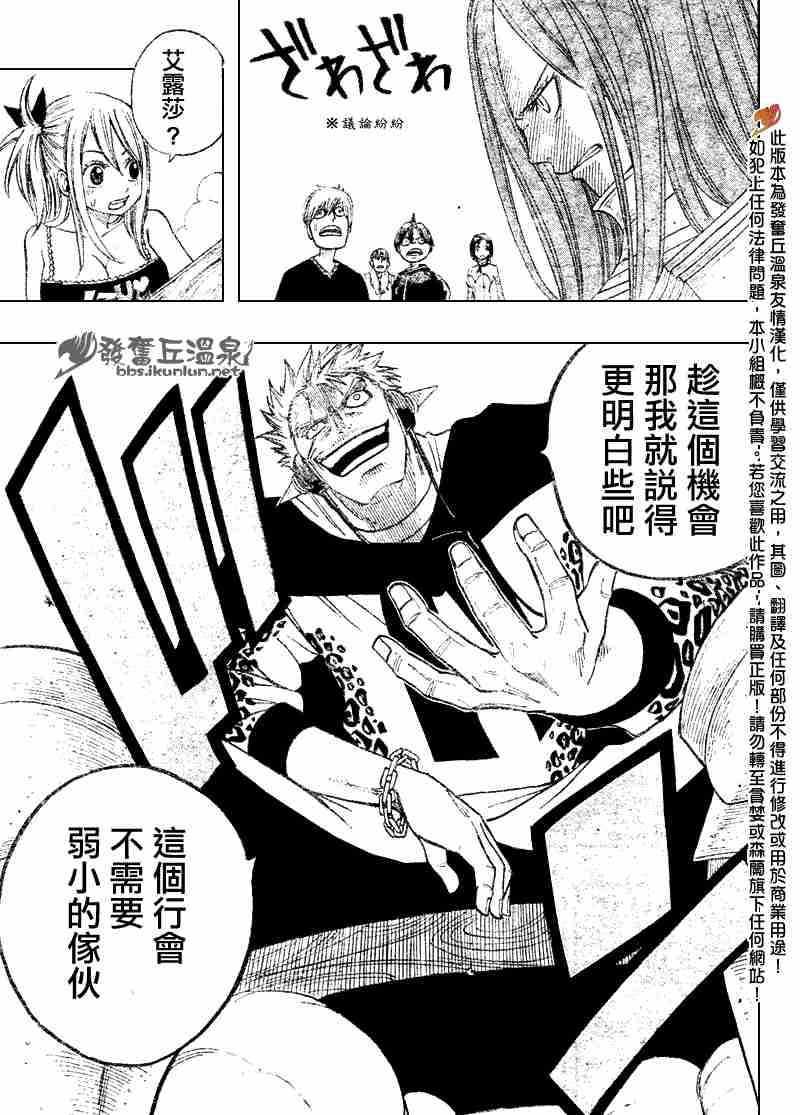 ざわざわ
※議論紛紛
艾露莎？
趁這個機會
那我就說得
更明白些吧
發奮丘溫泉
bbs.ikunlun.net
這個行會
不需要
弱小的傢伙
此版本為發奮丘溫泉友情漢化，僅供學習交流之用，其圖、翻譯及任何部份不得進行修改或用於商業用途！
如犯上任何法律問題，本小組概不負責。若您喜歡此作品，請購買正版！請勿轉至貪婪或森蘭旗下任何網站！